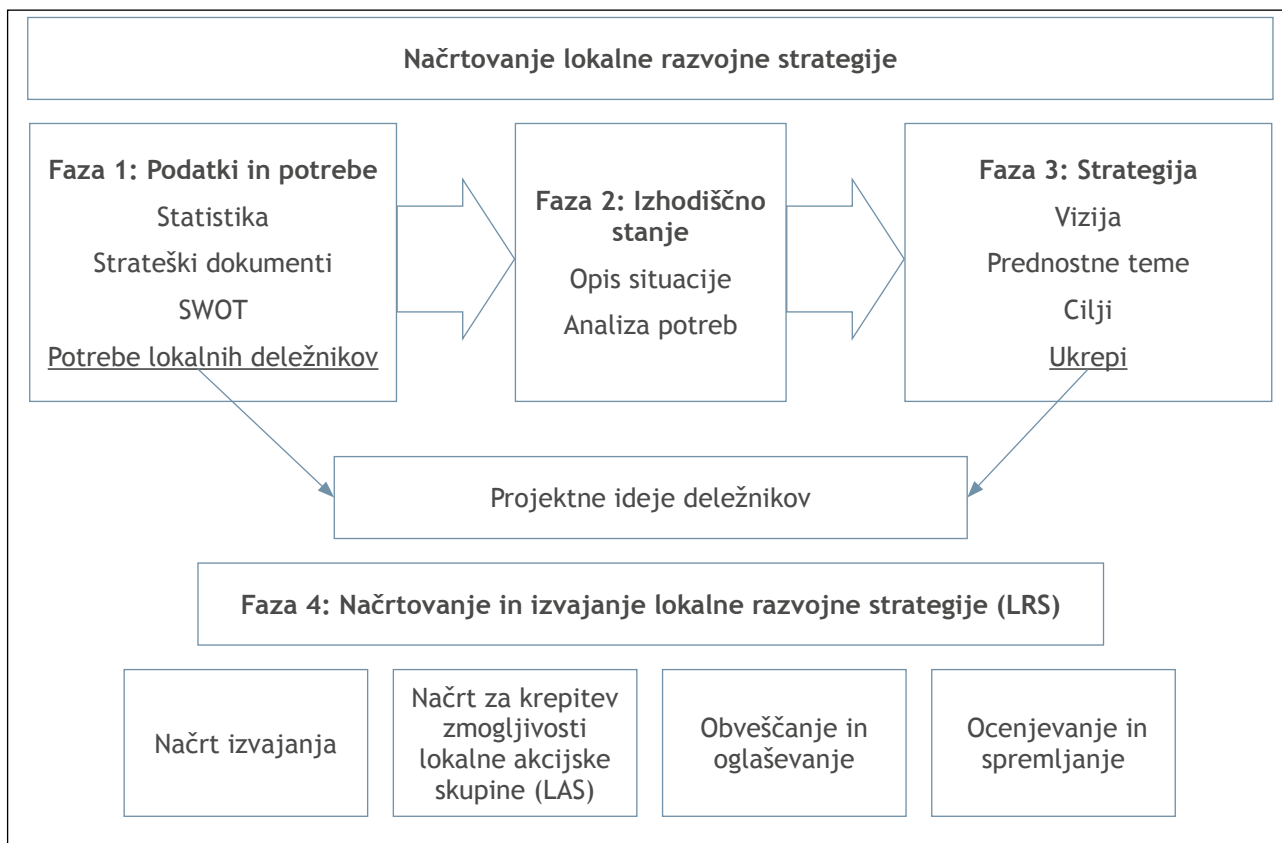 Načrtovanje lokalne razvojne strategije
Faza 1: Podatki in potrebe
Statistika
Strateški dokumenti
SWOT
Potrebe lokalnih deležnikov
Faza 2: Izhodiščno
stanje
Opis situacije
Analiza potreb
Faza 3: Strategija
Vizija
Prednostne teme
Cilji
Ukrepi
Projektne ideje deležnikov
Faza 4: Načrtovanje in izvajanje lokalne razvojne strategije (LRS)
Načrt izvajanja
Načrt za krepitev
zmogljivosti
lokalne akcijske
skupine (LAS)
Obveščanje in
oglaševanje
Ocenjevanje in
spremljanje